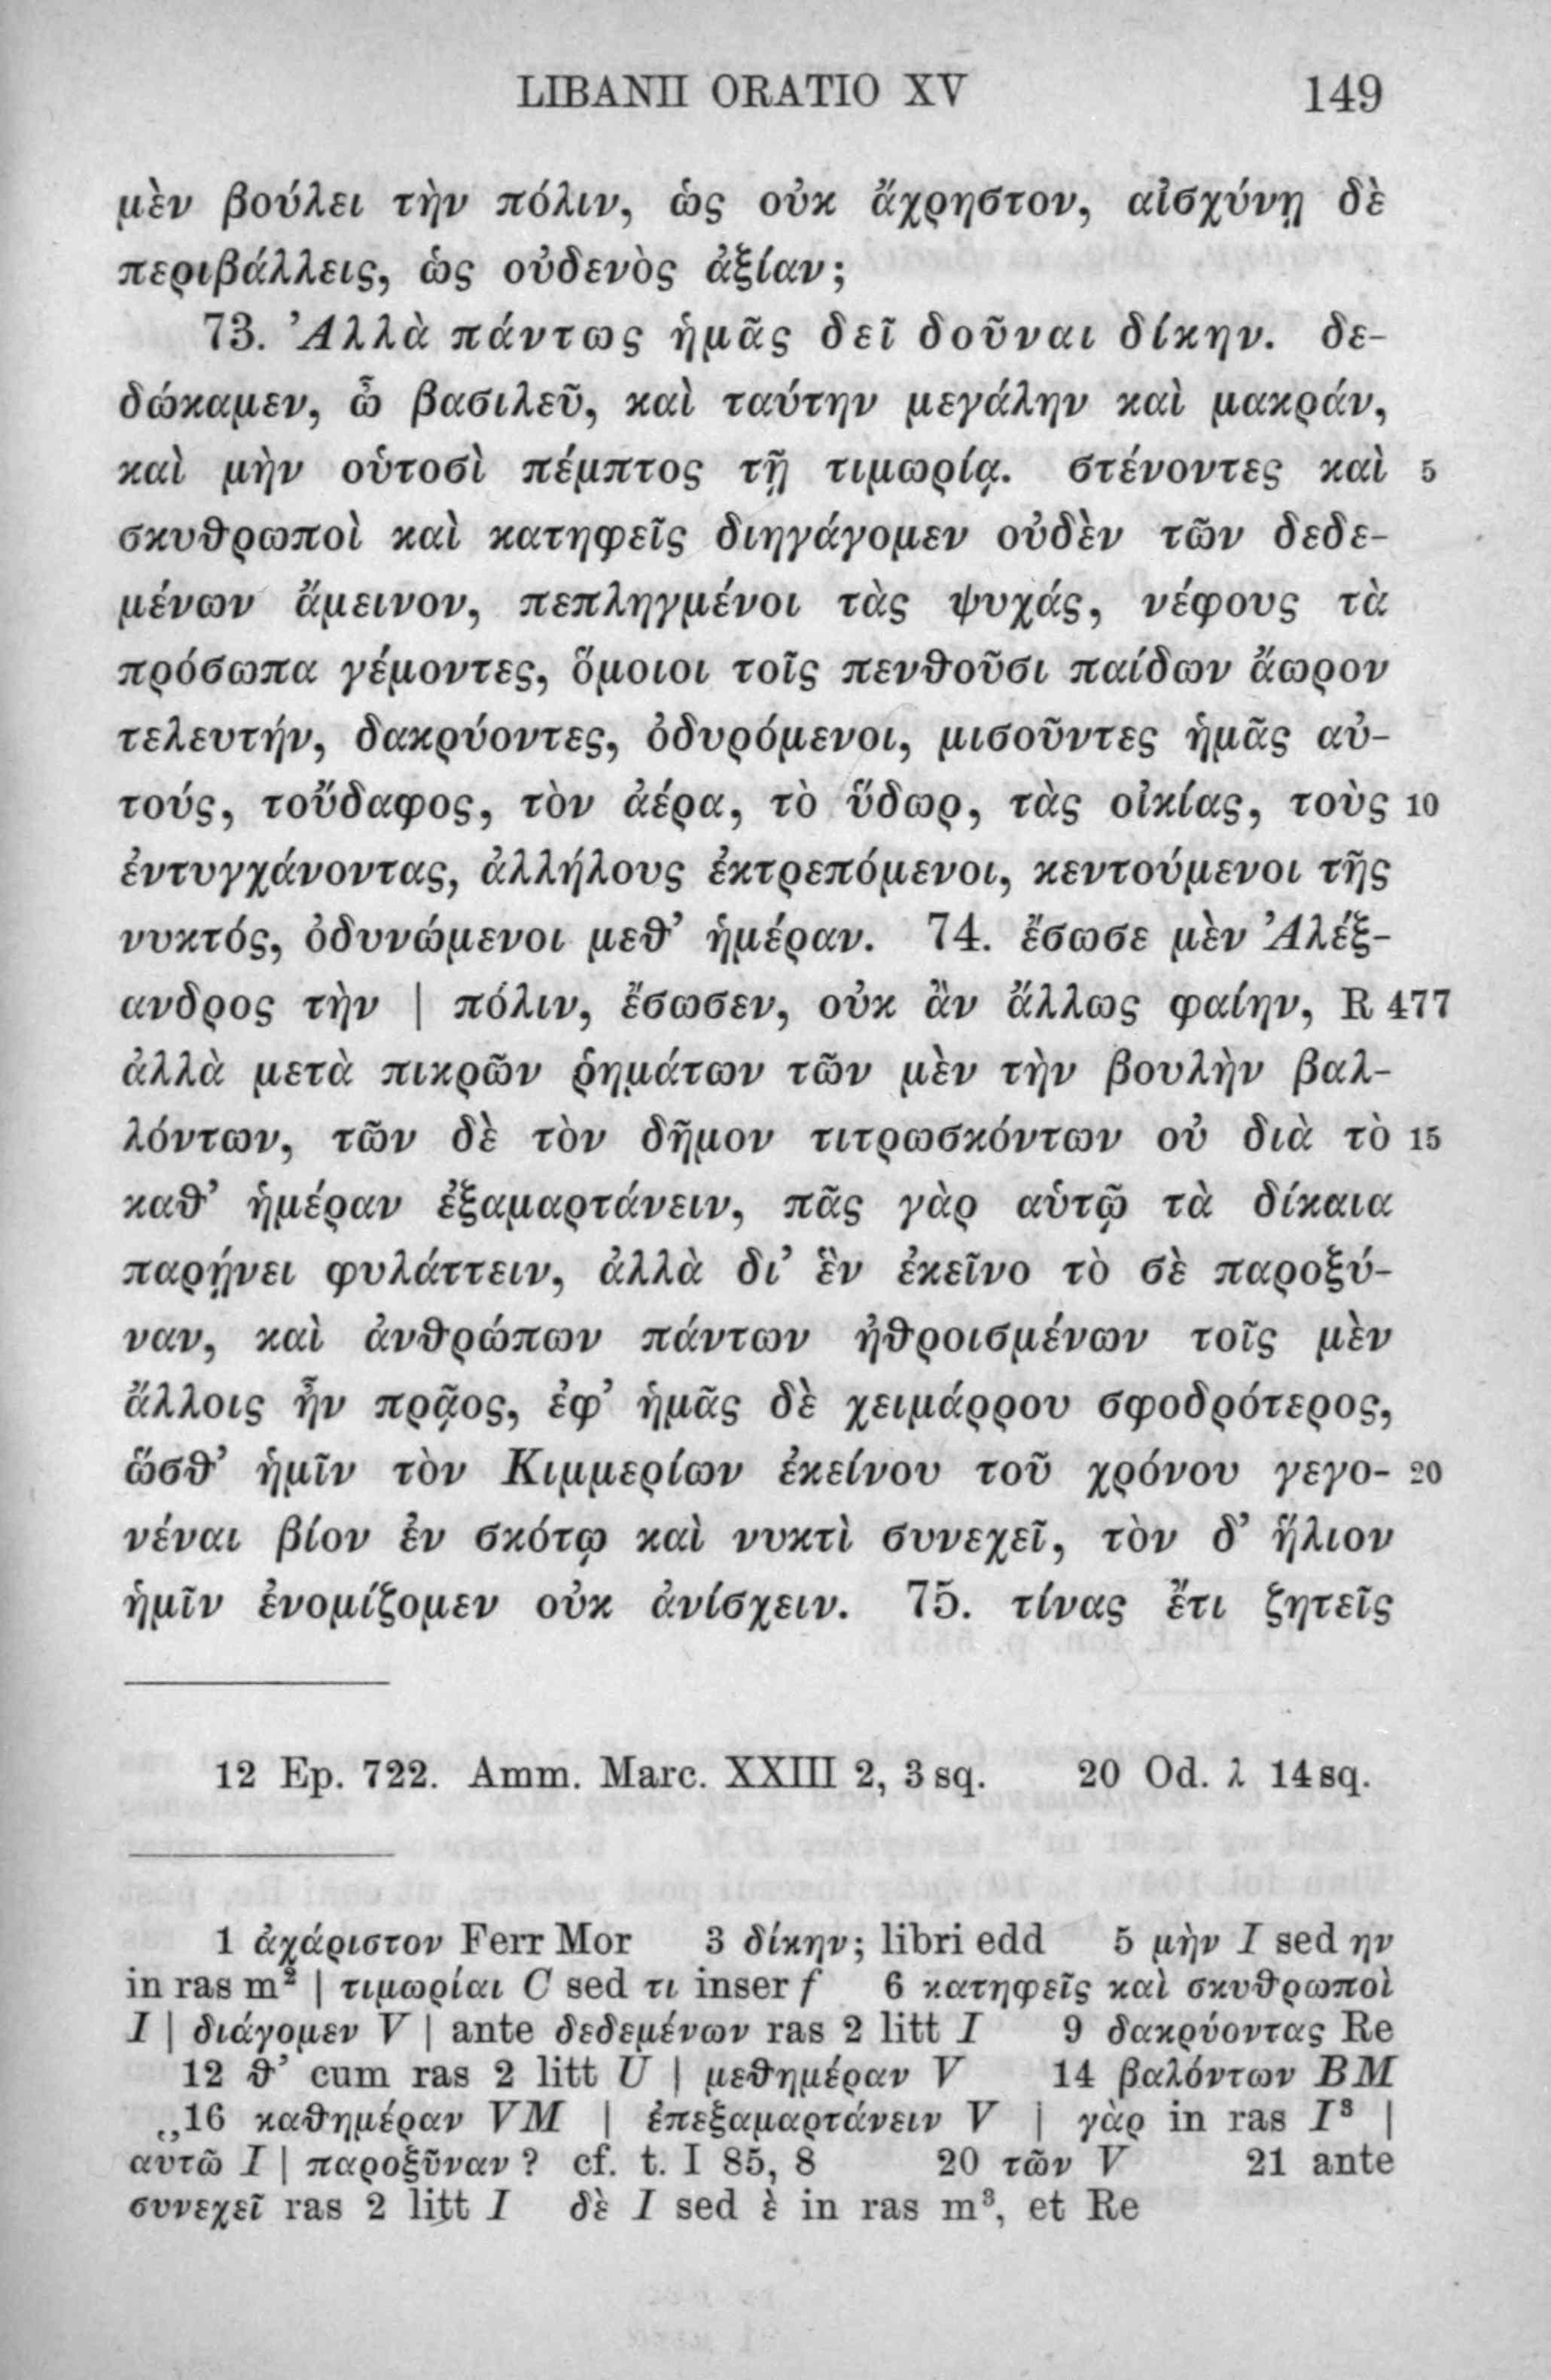 LIBANII ORATIO XV 149
μὲν βούλει τὴν πόλιν, ὡς οὐκ ἄχρηστον, αἰσχύνῃ δὲ
περιβάλλεις, ὡς οὐδενὸς ἀξίαν;
73. Ἀλλὰ πάντως ἡμᾶς δεῖ δοῦναι δίκην. δε-
δώκαμεν, ὦ βασιλεῦ, καὶ ταύτην μεγάλην καὶ μακράν,
καὶ μὴν οὑτοσὶ πέμπτος τῇ τιμωρίᾳ. στένοντες καὶ 5
σκυθρωποὶ καὶ κατηφεῖς διηγάγομεν οὐδὲν τῶν δεδε-
μένων ἄμεινον, πεπληγμένοι τὰς ψυχάς, νέφους τὰ
πρόσωπα γέμοντες, ὅμοιοι τοῖς πενθοῦσι παίδων ἄωρον
τελευτήν, δακρύοντες, ὀδυρόμενοι, μισοῦντες ἡμᾶς αὐ-
τούς, τοὔδαφος, τὸν ἀέρα, τὸ ὕδωρ, τὰς οἰκίας, τοὺς 10
ἐντυγχάνοντας, ἀλλήλους ἐκτρεπόμενοι, κεντούμενοι τῆς
νυκτός, ὀδυνώμενοι μεθ’ ἡμέραν. 74. ἔσωσε μὲν Ἀλέξ-
ανδρος τὴν | πόλιν, ἔσωσεν, οὐκ ἂν ἄλλως φαίην, R 477
ἀλλὰ μετὰ πικρῶν ῥημάτων τῶν μὲν τὴν βουλὴν βαλ-
λόντων, τῶν δὲ τὸν δῆμον τιτρωσκόντων οὐ διὰ τὸ 15
καθ’ ἡμέραν ἐξαμαρτάνειν, πᾶς γὰρ αὑτῷ τὰ δίκαια
παρῄνει φυλάττειν, ἀλλὰ δι’ ἓν ἐκεῖνο τὸ σὲ παροξύ-
ναν, καὶ ἀνθρώπων πάντων ἠθροισμένων τοῖς μὲν
ἄλλοις ἦν πρᾷος, ἐφ’ ἡμᾶς δὲ χειμάρρου σφοδρότερος,
ὥσθ’ ἡμῖν τὸν Κιμμερίων ἐκείνου τοῦ χρόνου γεγο- 20
νέναι βίον ἐν σκότῳ καὶ νυκτὶ συνεχεῖ, τὸν δ’ ἥλιον
ἡμῖν ἐνομίζομεν οὐκ ἀνίσχειν. 75. τίνας ἔτι ζητεῖς
12 Ep. 722. Amm. Marc. XXIII 2, 3 sq. 20 Od. λ 14 sq.
1 ἀχάριστον Ferr Mor 3 δίκην; libri edd 5 μὴν I sed ην
in ras m² | τιμωρίαι C sed τι inser f 6 κατηφεῖς καὶ σκυθρωποὶ
I | διάγομεν V | ante δεδεμένων ras 2 litt I 9 δακρύοντας Re
12 θ’ cum ras 2 litt U | μεθημέραν V 14 βαλόντων BM
16 καθημέραν VM | ἐπεξαμαρτάνειν V | γὰρ in ras I³ |
αυτῶ I | παροξῦναν ? cf. t. I 85, 8 20 τῶν V 21 ante
συνεχεῖ ras 2 litt I δὲ I sed ὲ in ras m³, et Re